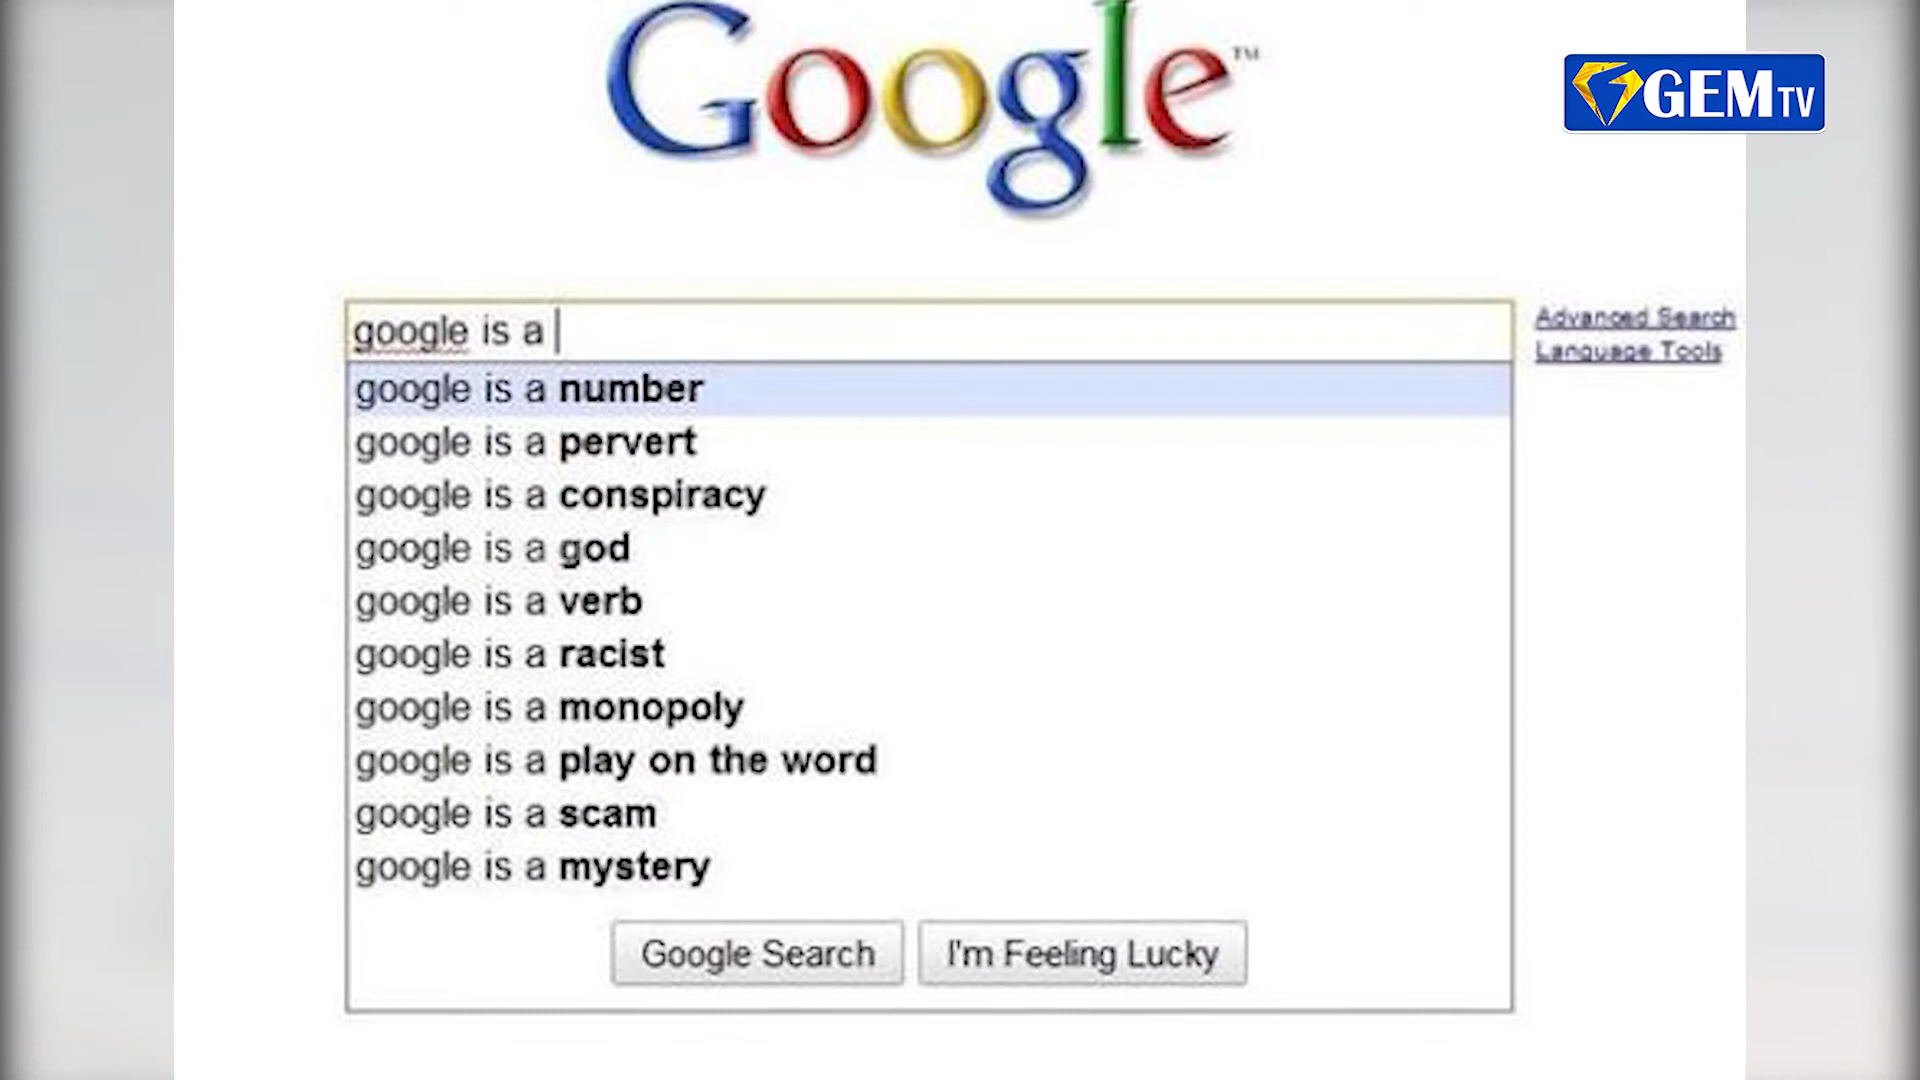 Google™
GEM TV
google is a
Advanced Search
Language Tools
google is a number
google is a pervert
google is a conspiracy
google is a god
google is a verb
google is a racist
google is a monopoly
google is a play on the word
google is a scam
google is a mystery
Google Search
I'm Feeling Lucky